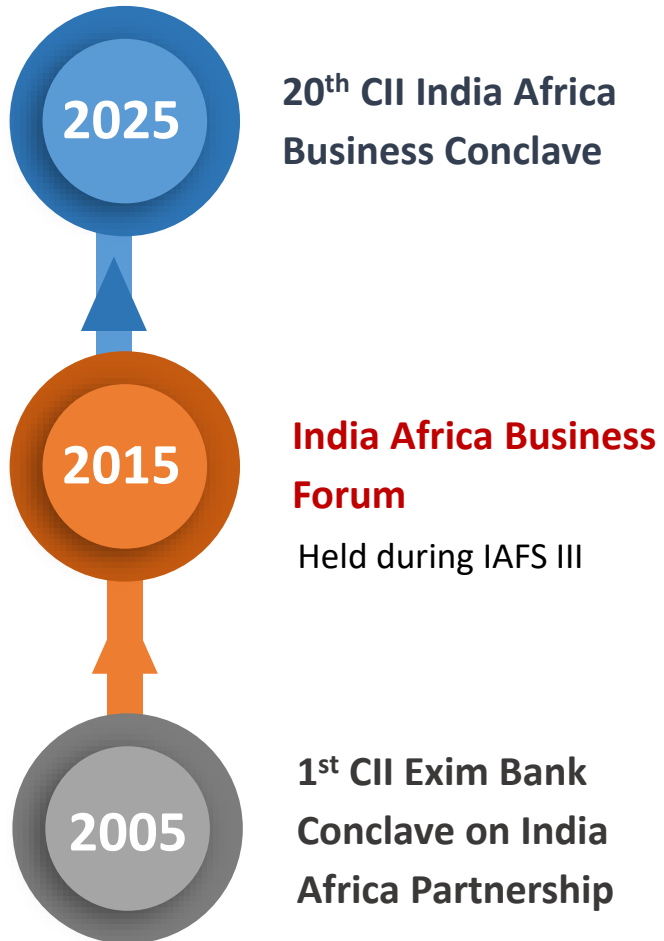 2025
20th CII India Africa
Business Conclave
2015
India Africa Business
Forum
Held during IAFS III
2005
1st CII Exim Bank
Conclave on India
Africa Partnership